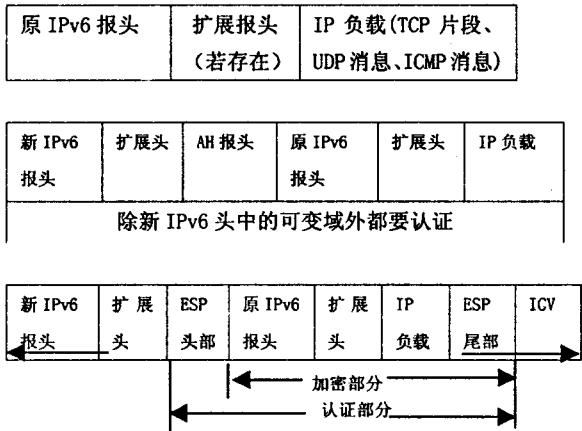 原 IPv6 报头 扩展报头 IP 负载(TCP 片段、
(若存在) UDP 消息、ICMP 消息)
新 IPv6 扩展头 AH 报头 原 IPv6 扩展头 IP 负载
报头 报头
除新 IPv6 头中的可变域外都要认证
新 IPv6 扩 展 ESP 原 IPv6 扩 展 IP ESP ICV
报头 头 头部 报头 头 负载 尾部
加密部分
认证部分